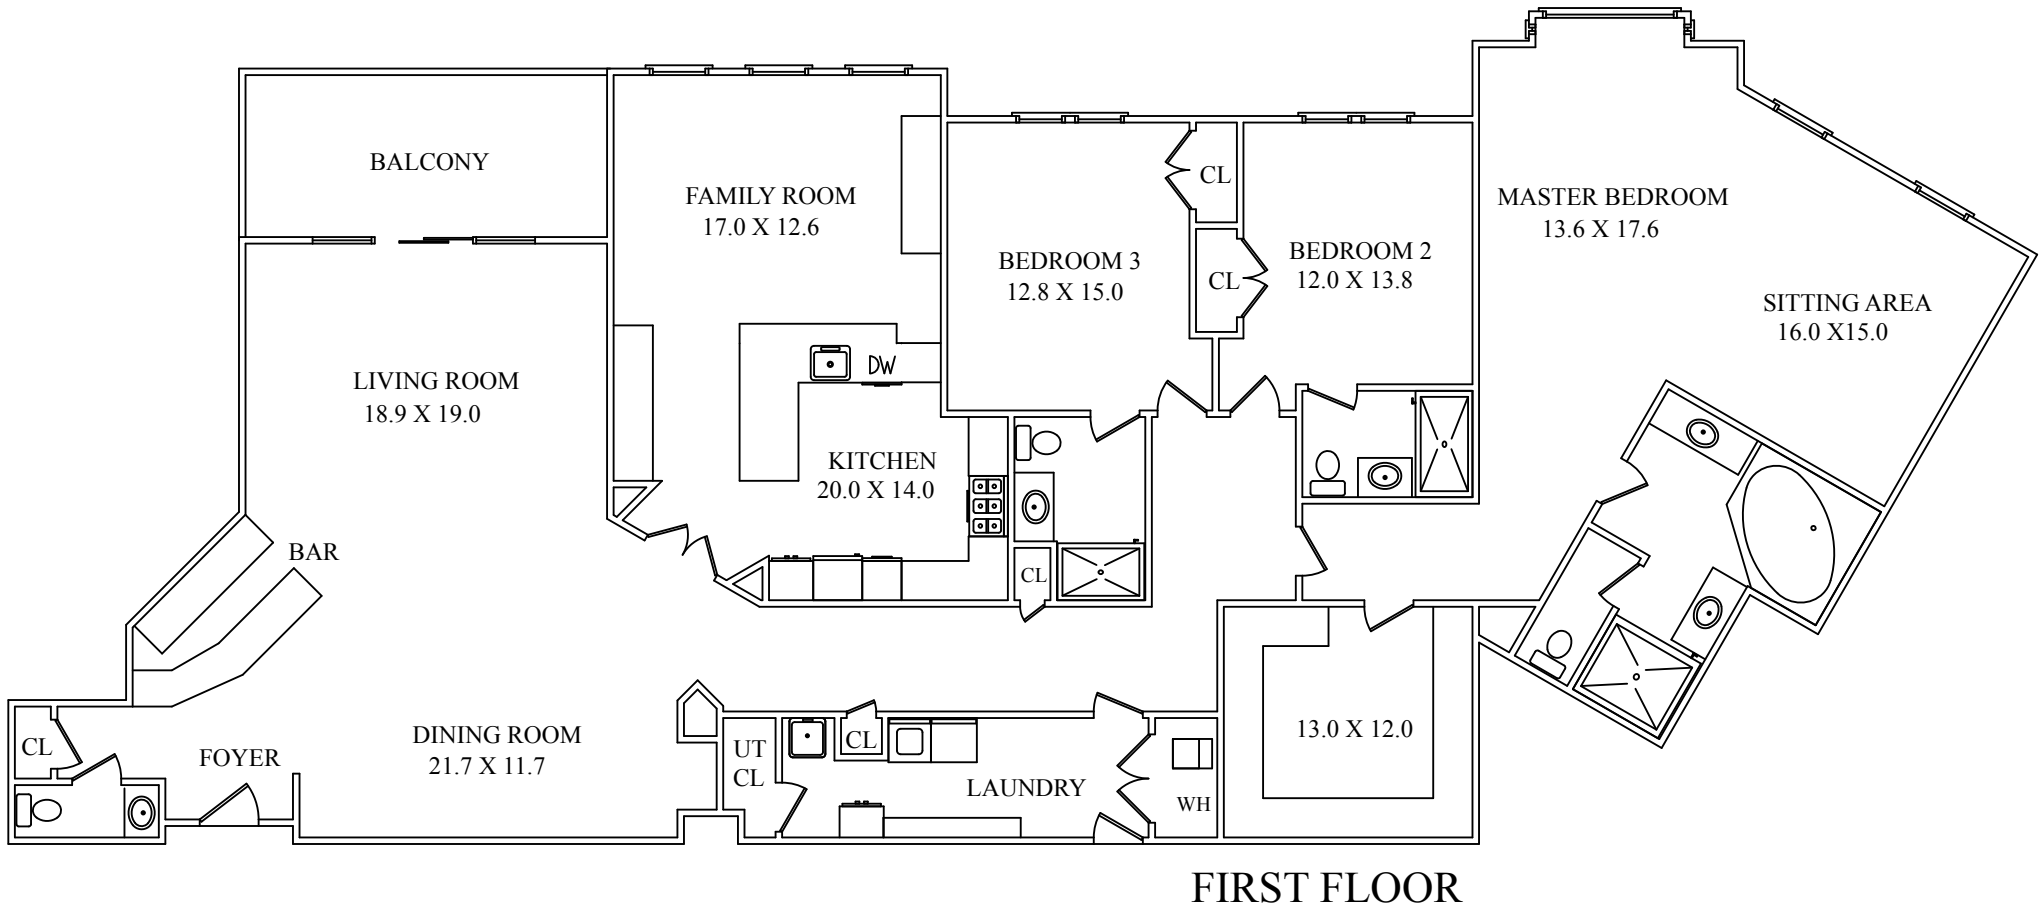 BALCONY
FAMILY ROOM
17.0 X 12.6
CL
MASTER BEDROOM
13.6 X 17.6
BEDROOM 3
12.8 X 15.0
CL
BEDROOM 2
12.0 X 13.8
SITTING AREA
16.0 X15.0
DW
LIVING ROOM
18.9 X 19.0
KITCHEN
20.0 X 14.0
BAR
CL
CL
FOYER
DINING ROOM
21.7 X 11.7
UT
CL
CL
LAUNDRY
WH
13.0 X 12.0
FIRST FLOOR